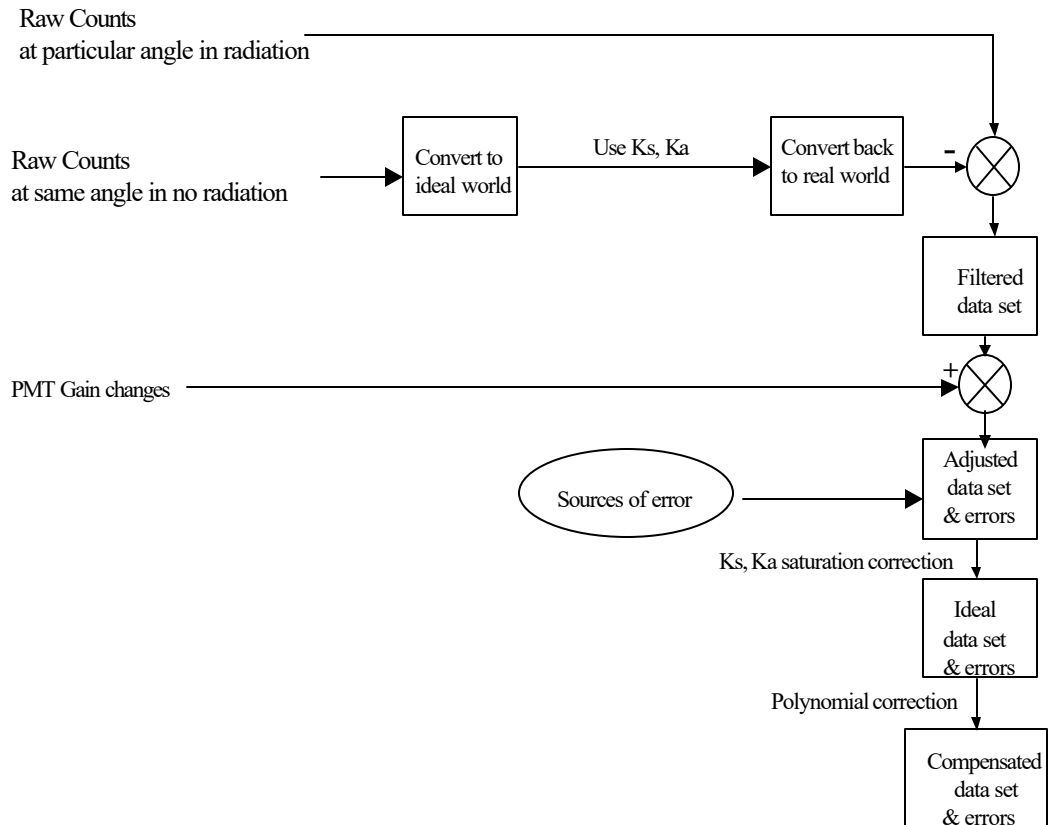 Raw Counts
at particular angle in radiation
Raw Counts
at same angle in no radiation
Convert to
ideal world
Use Ks, Ka
Convert back
to real world
-
Filtered
data set
PMT Gain changes
+
Sources of error
Adjusted
data set
& errors
Ks, Ka saturation correction
Ideal
data set
& errors
Polynomial correction
Compensated
data set
& errors